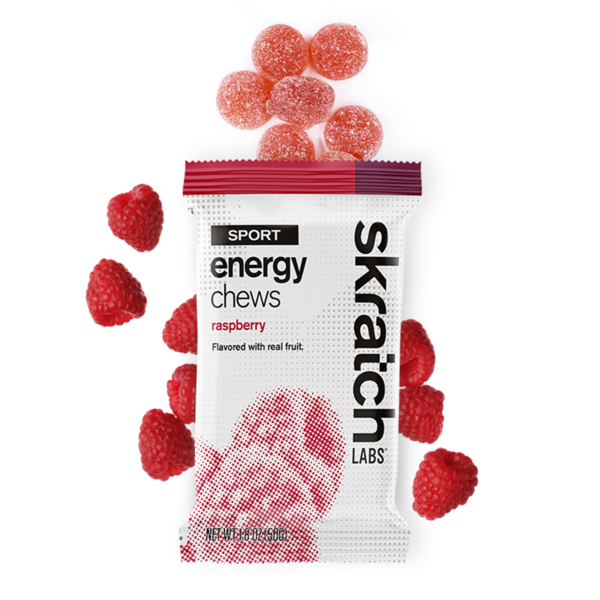 SPORT
energy
chews
raspberry
Flavored with real fruit.
skratch
LABS
NET WT 1.8 OZ (50G)